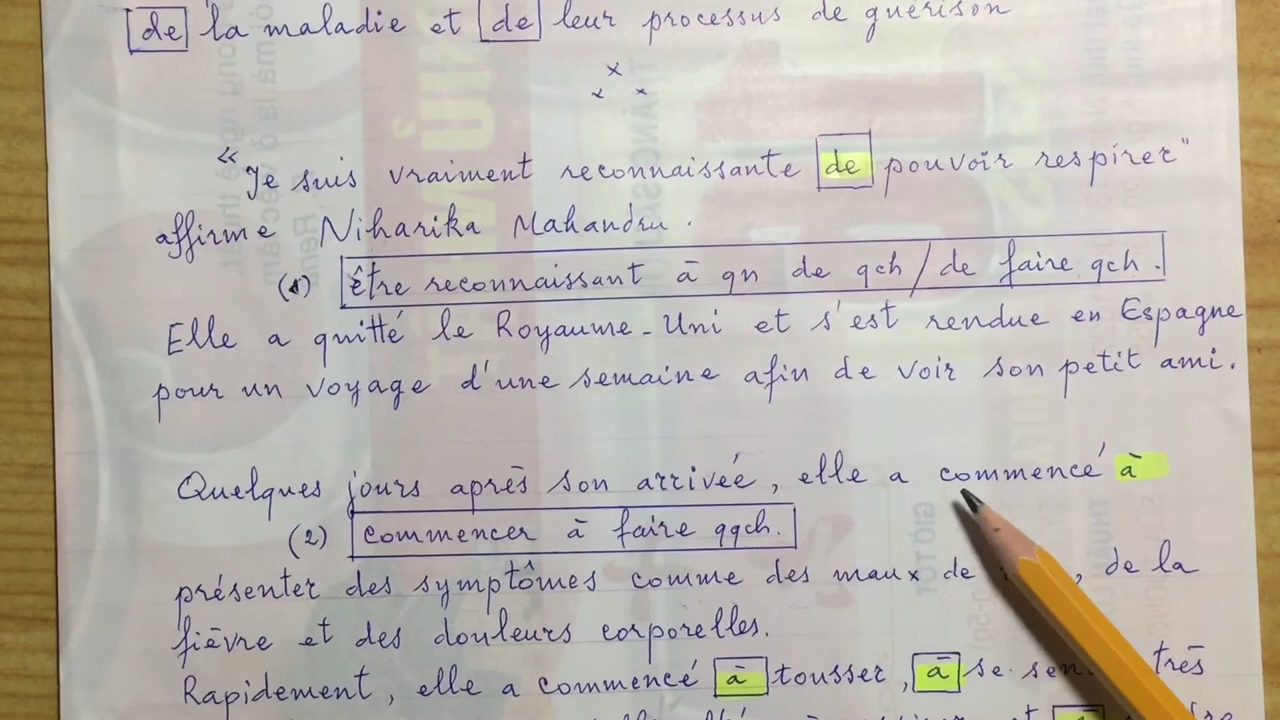 de la maladie et de leur processus de guérison
x
x x
« Je suis vraiment reconnaissante de pouvoir respirer"
affirme Niharika Mahandru.
(1) être reconnaissant à qn de qch / de faire qch.
Elle a quitté le Royaume-Uni et s'est rendue en Espagne
pour un voyage d'une semaine afin de voir son petit ami.
Quelques jours après son arrivée, elle a commencé à
(2) commencer à faire qqch.
présenter des symptômes comme des maux de , de la
fièvre et des douleurs corporelles.
Rapidement, elle a commencé à tousser, à se très
et